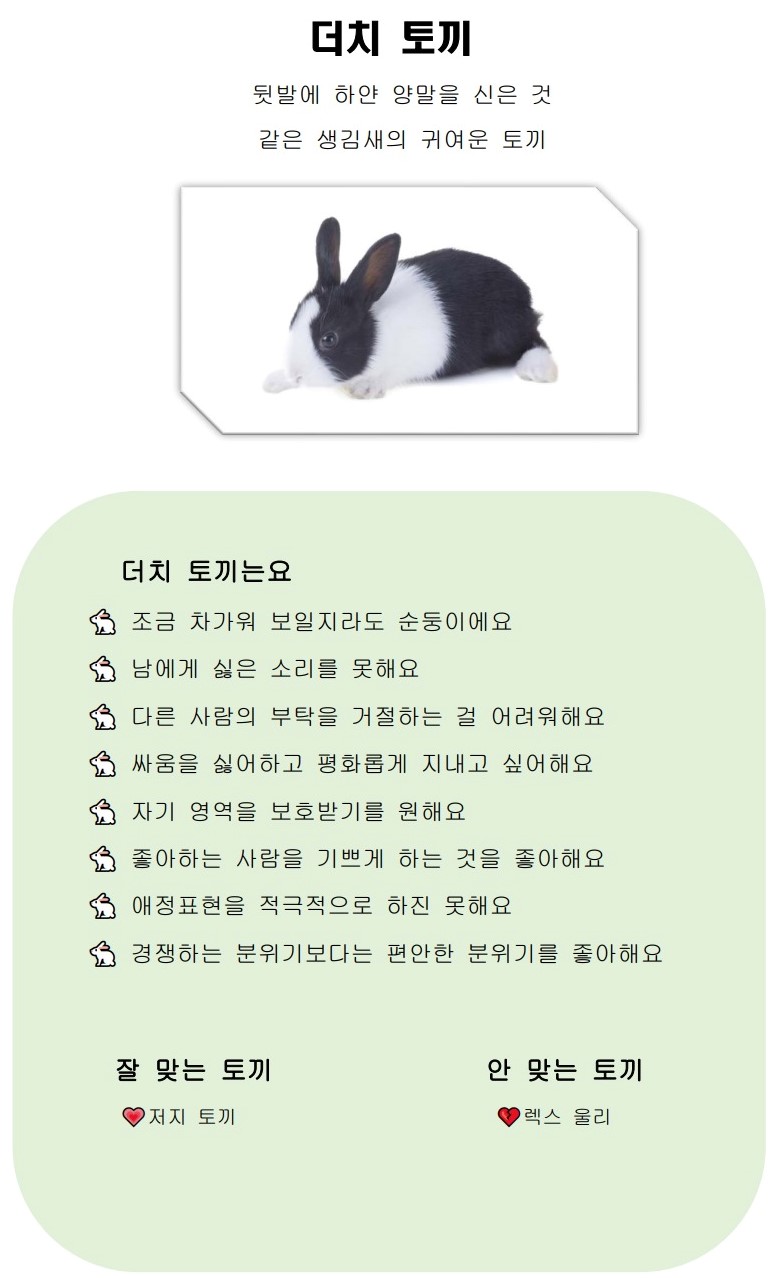 더치 토끼
뒷발에 하얀 양말을 신은 것
같은 생김새의 귀여운 토끼
더치 토끼는요
조금 차가워 보일지라도 순둥이에요
남에게 싫은 소리를 못해요
다른 사람의 부탁을 거절하는 걸 어려워해요
싸움을 싫어하고 평화롭게 지내고 싶어해요
자기 영역을 보호받기를 원해요
좋아하는 사람을 기쁘게 하는 것을 좋아해요
애정표현을 적극적으로 하진 못해요
경쟁하는 분위기보다는 편안한 분위기를 좋아해요
잘 맞는 토끼
안 맞는 토끼
저지 토끼
렉스 울리